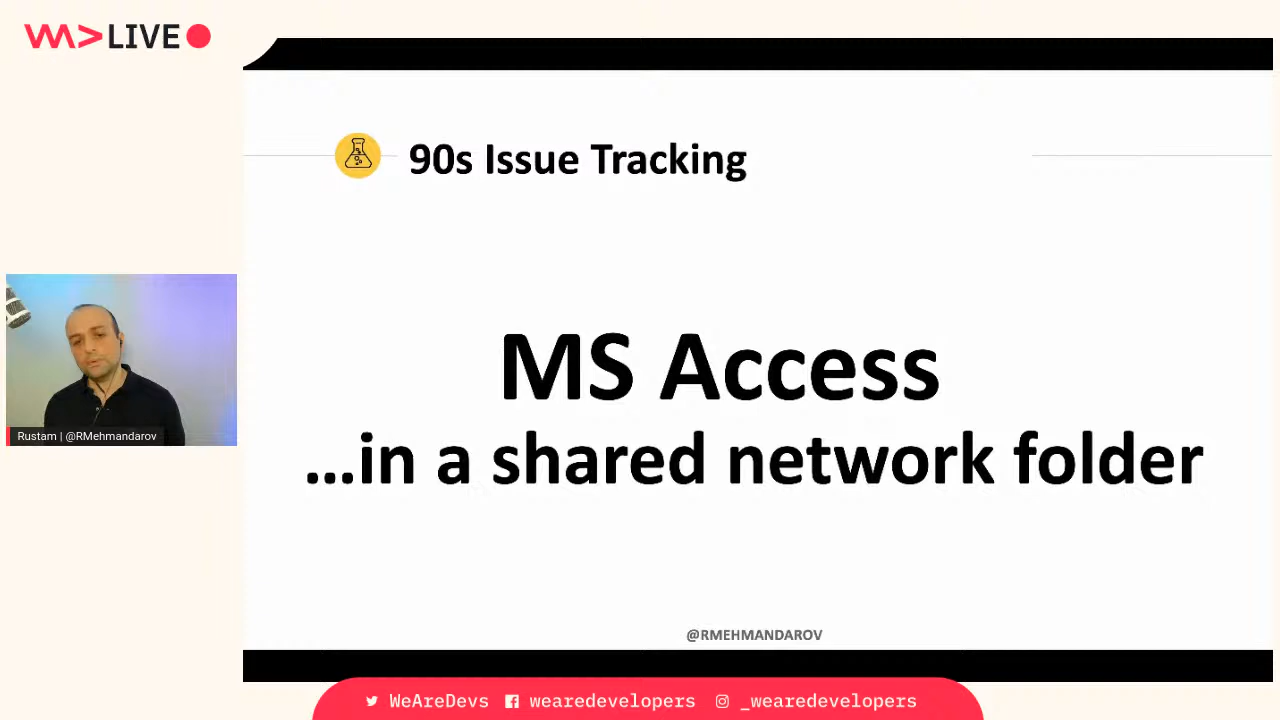 LIVE
90s Issue Tracking
MS Access
...in a shared network folder
Rustam | @RMehmandarov
@RMEHMANDAROV
WeAreDevs wearedevelopers _wearedevelopers